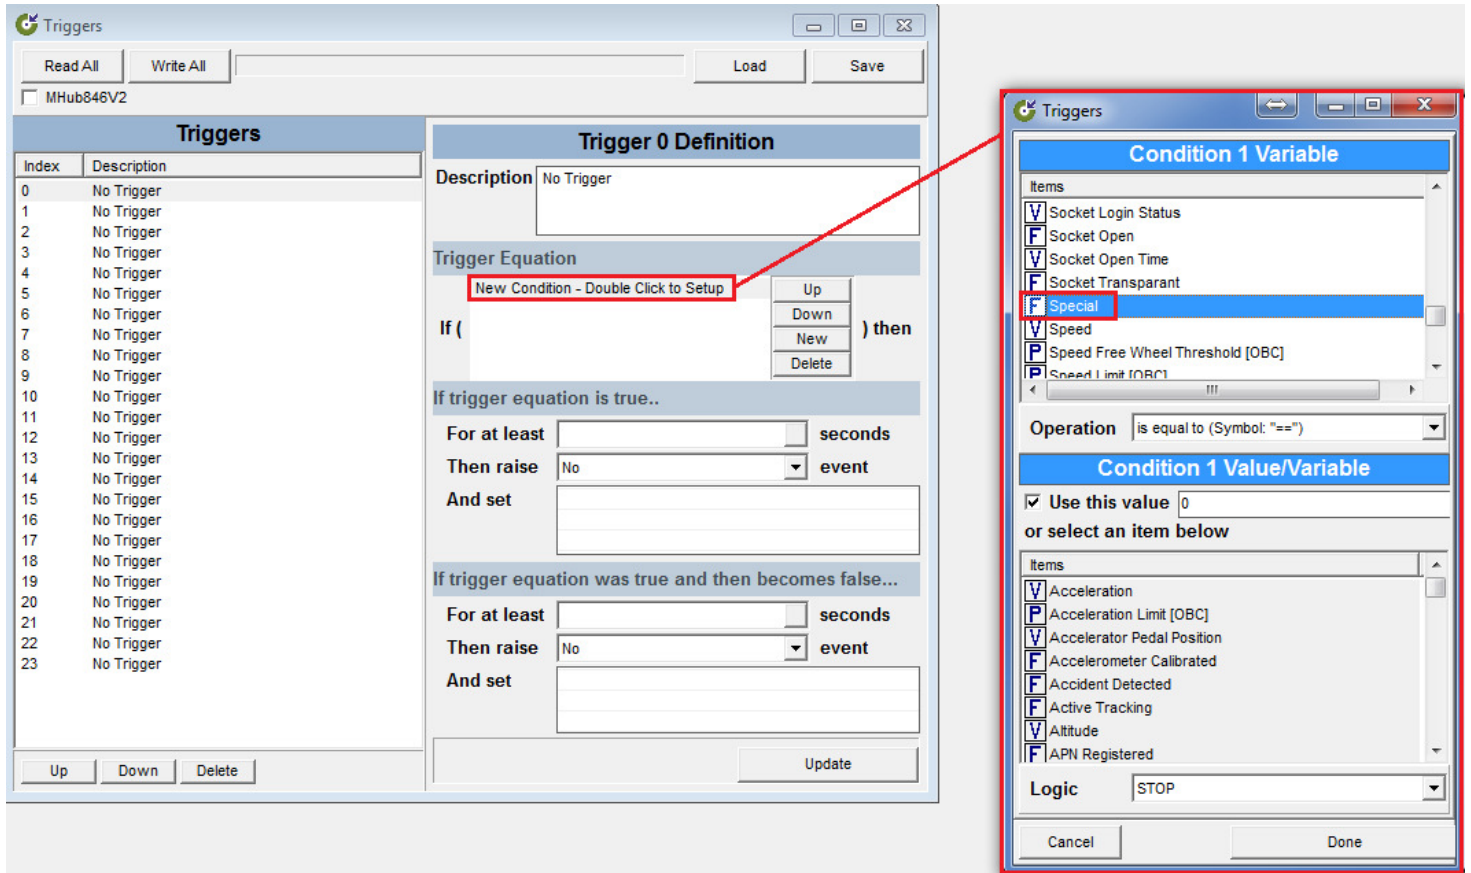 Triggers
Read All
Write All
Load
Save
MHub846V2
Triggers
Index Description
0 No Trigger
1 No Trigger
2 No Trigger
3 No Trigger
4 No Trigger
5 No Trigger
6 No Trigger
7 No Trigger
8 No Trigger
9 No Trigger
10 No Trigger
11 No Trigger
12 No Trigger
13 No Trigger
14 No Trigger
15 No Trigger
16 No Trigger
17 No Trigger
18 No Trigger
19 No Trigger
20 No Trigger
21 No Trigger
22 No Trigger
23 No Trigger
Up
Down
Delete
Trigger 0 Definition
Description No Trigger
Trigger Equation
New Condition - Double Click to Setup
If (
Up
Down
New
Delete
) then
If trigger equation is true..
For at least seconds
Then raise No event
And set
If trigger equation was true and then becomes false...
For at least seconds
Then raise No event
And set
Update
Triggers
Condition 1 Variable
Items
V Socket Login Status
F Socket Open
V Socket Open Time
F Socket Transparant
F Special
V Speed
P Speed Free Wheel Threshold [OBC]
P Speed Limit [OBC]
Operation is equal to (Symbol: "==")
Condition 1 Value/Variable
Use this value 0
or select an item below
Items
V Acceleration
P Acceleration Limit [OBC]
V Accelerator Pedal Position
F Accelerometer Calibrated
F Accident Detected
F Active Tracking
V Altitude
F APN Registered
Logic STOP
Cancel
Done